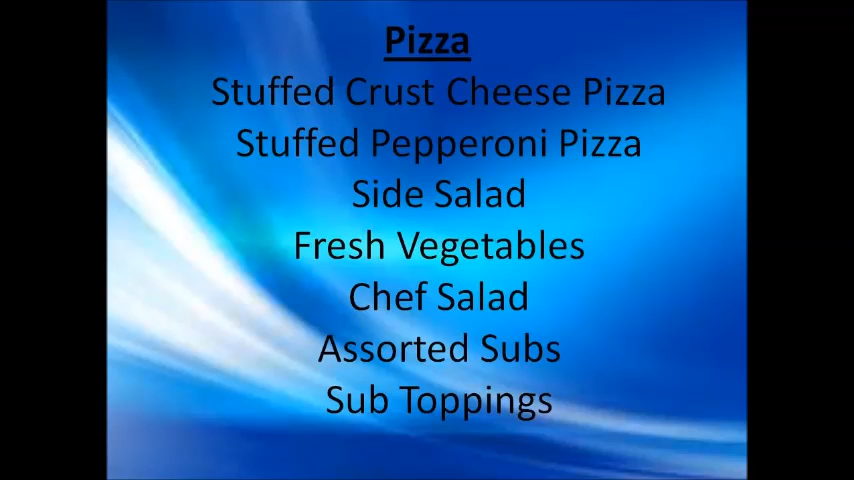 Pizza
Stuffed Crust Cheese Pizza
Stuffed Pepperoni Pizza
Side Salad
Fresh Vegetables
Chef Salad
Assorted Subs
Sub Toppings